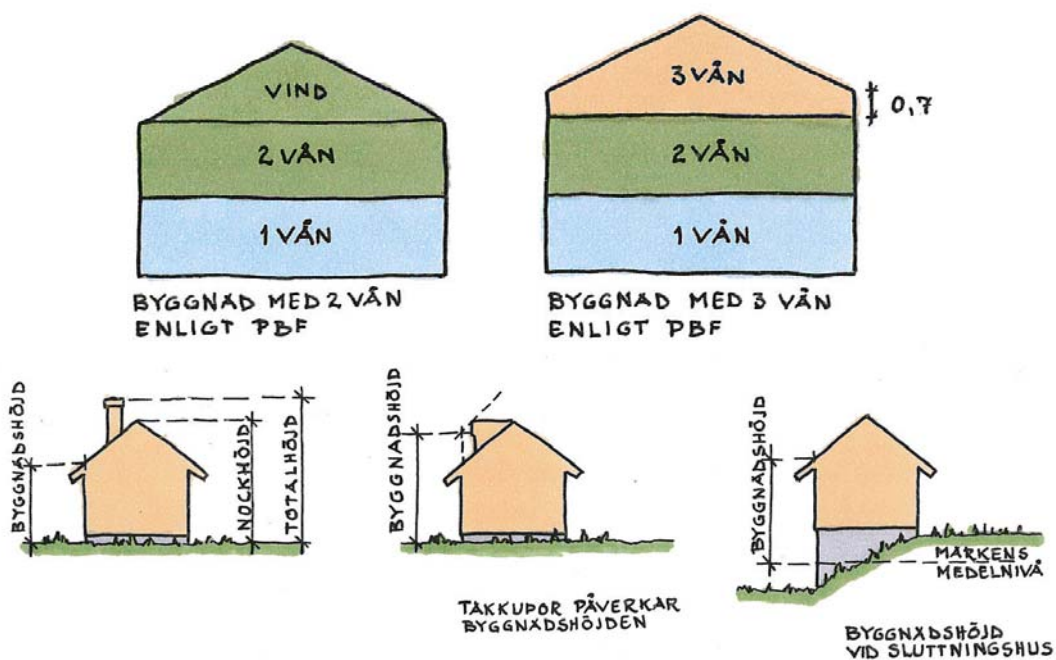 VIND
2 VÅN
1 VÅN
BYGGNAD MED 2 VÅN
ENLIGT PBF
3 VÅN
2 VÅN
1 VÅN
0,7
BYGGNAD MED 3 VÅN
ENLIGT PBF
BYGGNADSHÖJD
NOCKHÖJD
TOTALHÖJD
BYGGNADSHÖJD
TAKKUPOR PÅVERKAR
BYGGNADSHÖJDEN
BYGGNADSHÖJD
MARKENS
MEDELNIVÅ
BYGGNADSHÖJD
VID SLUTTNINGSHUS